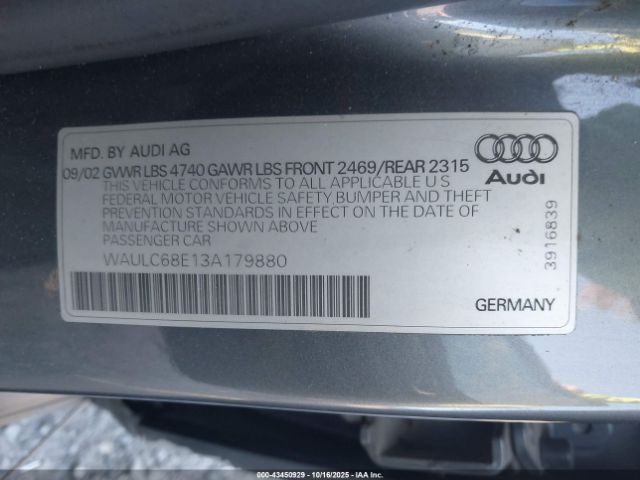 MFD. BY AUDI AG
09/02 GVWR LBS 4740 GAWR LBS FRONT 2469/REAR 2315
THIS VEHICLE CONFORMS TO ALL APPLICABLE U S
FEDERAL MOTOR VEHICLE SAFETY, BUMPER AND THEFT
PREVENTION STANDARDS IN EFFECT ON THE DATE OF
MANUFACTURE SHOWN ABOVE
PASSENGER CAR
WAULC68E13A179880
Audi
3916839
GERMANY
000-43450929 - 10/16/2025 - IAA Inc.